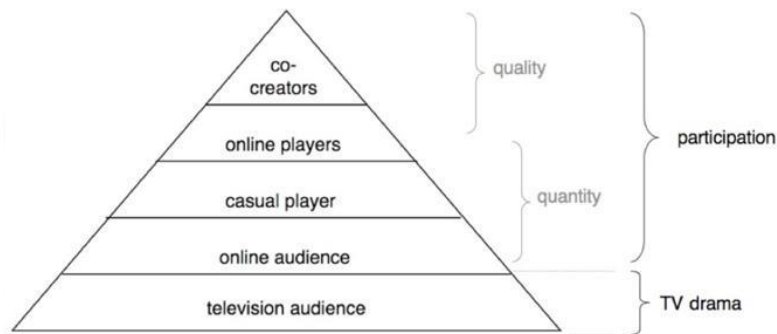 co-
creators
quality
online players
participation
casual player
quantity
online audience
television audience
TV drama